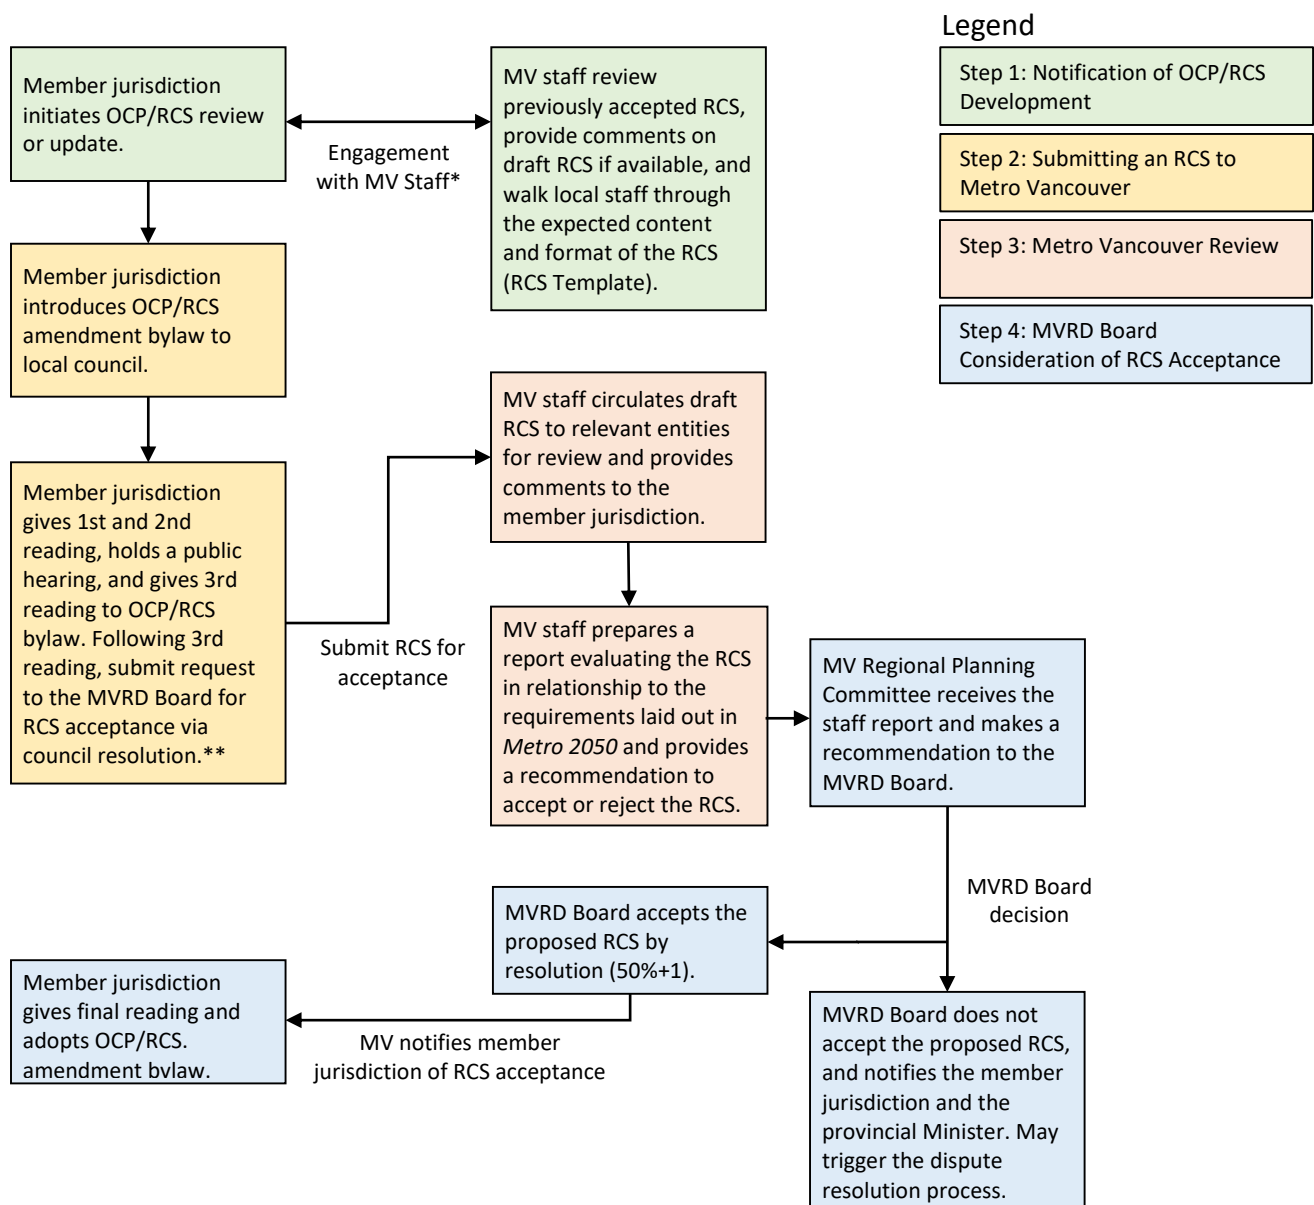 Legend
Step 1: Notification of OCP/RCS
Development
Step 2: Submitting an RCS to
Metro Vancouver
Step 3: Metro Vancouver Review
Step 4: MVRD Board
Consideration of RCS Acceptance
Member jurisdiction
initiates OCP/RCS review
or update.
Engagement
with MV Staff*
MV staff review
previously accepted RCS,
provide comments on
draft RCS if available, and
walk local staff through
the expected content
and format of the RCS
(RCS Template).
Member jurisdiction
introduces OCP/RCS
amendment bylaw to
local council.
Member jurisdiction
gives 1st and 2nd
reading, holds a public
hearing, and gives 3rd
reading to OCP/RCS
bylaw. Following 3rd
reading, submit request
to the MVRD Board for
RCS acceptance via
council resolution.**
Submit RCS for
acceptance
MV staff circulates draft
RCS to relevant entities
for review and provides
comments to the
member jurisdiction.
MV staff prepares a
report evaluating the RCS
in relationship to the
requirements laid out in
Metro 2050 and provides
a recommendation to
accept or reject the RCS.
MV Regional Planning
Committee receives the
staff report and makes a
recommendation to the
MVRD Board.
MVRD Board
decision
MVRD Board accepts the
proposed RCS by
resolution (50%+1).
MV notifies member
jurisdiction of RCS acceptance
Member jurisdiction
gives final reading and
adopts OCP/RCS.
amendment bylaw.
MVRD Board does not
accept the proposed RCS,
and notifies the member
jurisdiction and the
provincial Minister. May
trigger the dispute
resolution process.